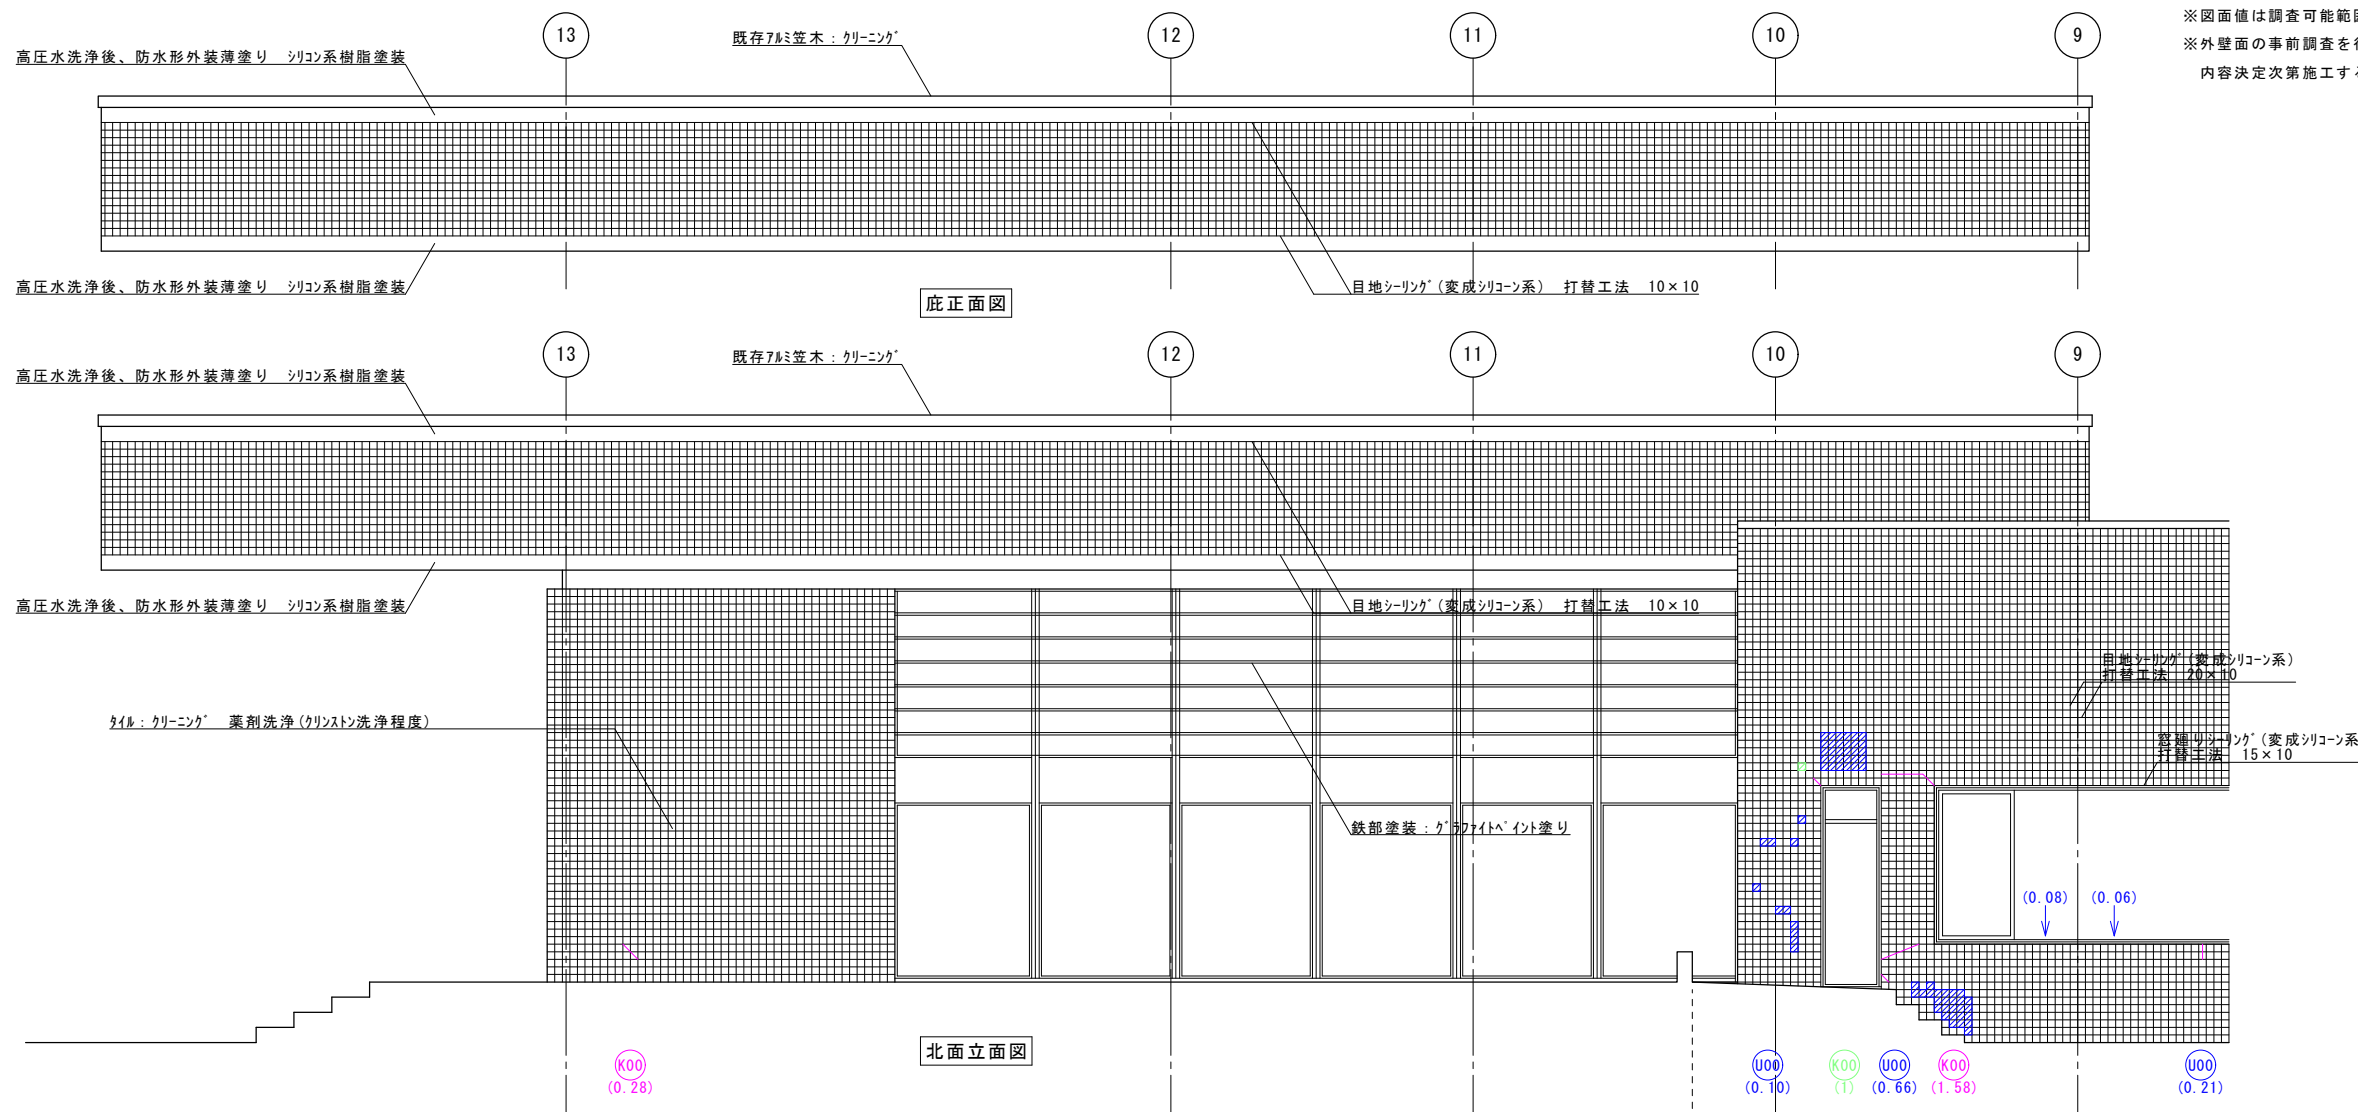 ※図面値は調査可能範囲
※外壁面の事前調査を行
内容決定次第施工する
13
12
11
10
9
高圧水洗浄後、防水形外装薄塗り ｼﾘｺﾝ系樹脂塗装
既存ｱﾙﾐ笠木：ｸﾘｰﾆﾝｸﾞ
高圧水洗浄後、防水形外装薄塗り ｼﾘｺﾝ系樹脂塗装
目地ｼｰﾘﾝｸﾞ(変成ｼﾘｺｰﾝ系) 打替工法 10×10
庇正面図
13
12
11
10
9
高圧水洗浄後、防水形外装薄塗り ｼﾘｺﾝ系樹脂塗装
既存ｱﾙﾐ笠木：ｸﾘｰﾆﾝｸﾞ
高圧水洗浄後、防水形外装薄塗り ｼﾘｺﾝ系樹脂塗装
目地ｼｰﾘﾝｸﾞ(変成ｼﾘｺｰﾝ系) 打替工法 10×10
目地ｼｰﾘﾝｸﾞ(変成ｼﾘｺｰﾝ系)
打替工法 20×10
ﾀｲﾙ：ｸﾘｰﾆﾝｸﾞ 薬剤洗浄(ｸﾘﾝｽﾄﾝ洗浄程度)
窓廻りｼｰﾘﾝｸﾞ(変成ｼﾘｺｰﾝ系
打替工法 15×10
鉄部塗装：ｸﾞﾗﾌｧｲﾄﾍﾟｲﾝﾄ塗り
(0.08)
(0.06)
北面立面図
K00
(0.28)
U00
(0.10)
K00
(1)
U00
(0.66)
K00
(1.58)
U00
(0.21)